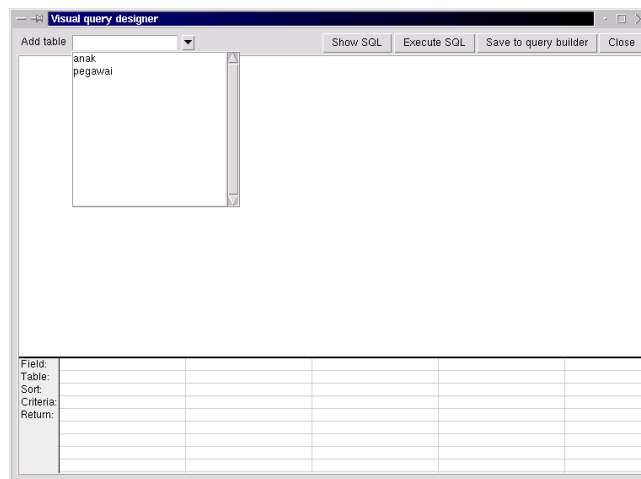 Visual query designer
Add table Show SQL Execute SQL Save to query builder Close
anak
pegawai
Field:
Table:
Sort:
Criteria:
Return: